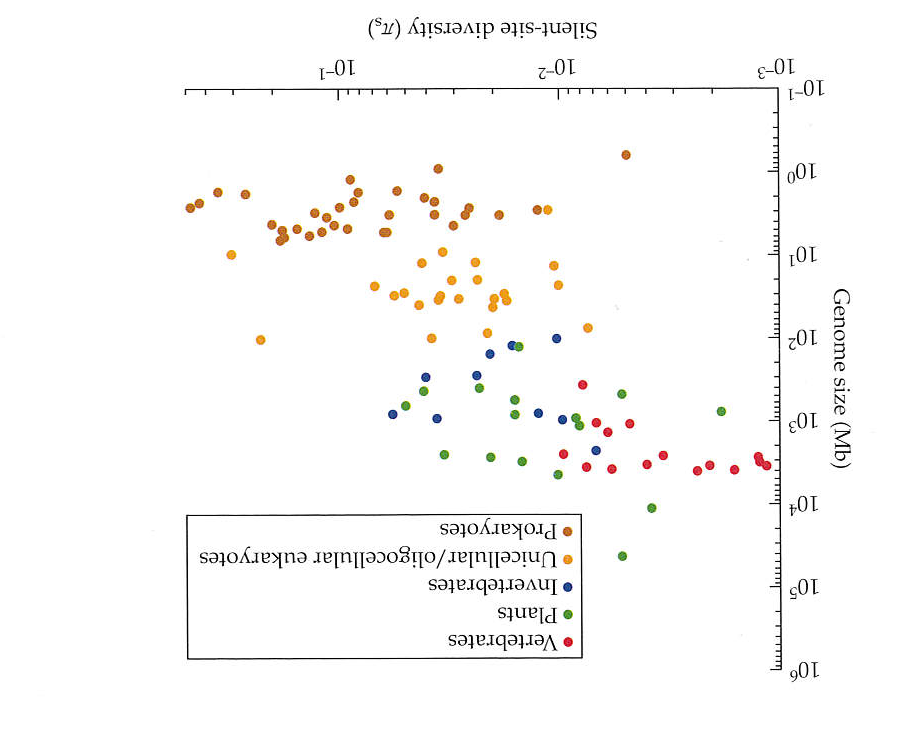 10⁶
10⁵
10⁴
10³
10²
10¹
10⁰
10⁻¹
Genome size (Mb)
Vertebrates
Plants
Invertebrates
Unicellular/oligocellular eukaryotes
Prokaryotes
10⁻³
10⁻²
10⁻¹
Silent-site diversity (πₛ)